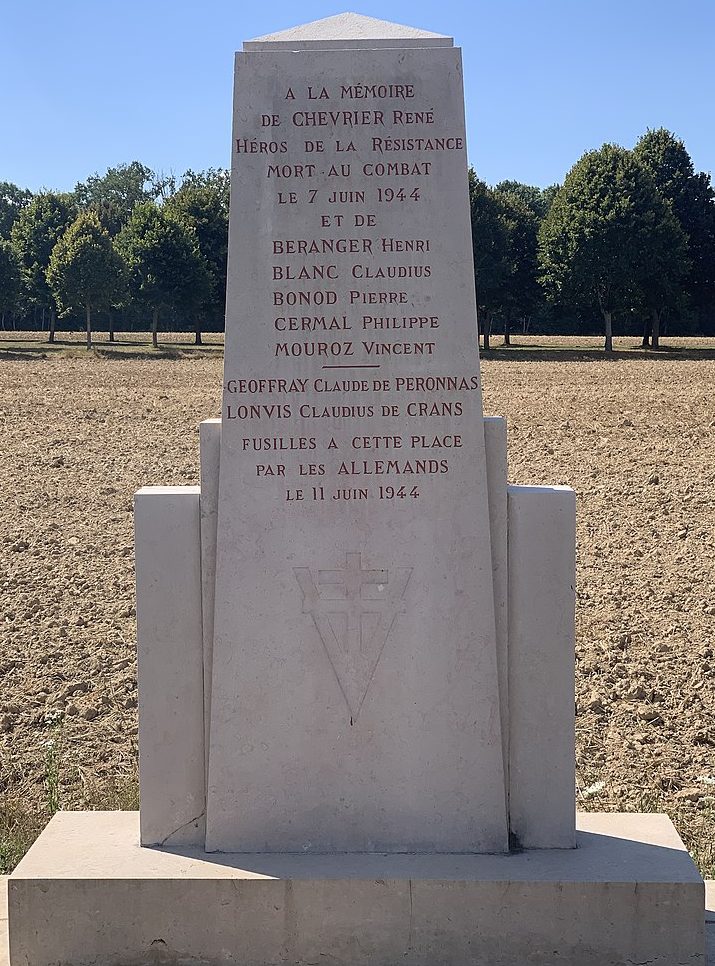 A LA MÉMOIRE
DE CHEVRIER RENÉ
HÉROS DE LA RÉSISTANCE
MORT AU COMBAT
LE 7 JUIN 1944
ET DE
BERANGER HENRI
BLANC CLAUDIUS
BONOD PIERRE
CERMAL PHILIPPE
MOUROZ VINCENT
GEOFFRAY CLAUDE DE PERONNAS
LONVIS CLAUDIUS DE CRANS
FUSILLES A CETTE PLACE
PAR LES ALLEMANDS
LE 11 JUIN 1944